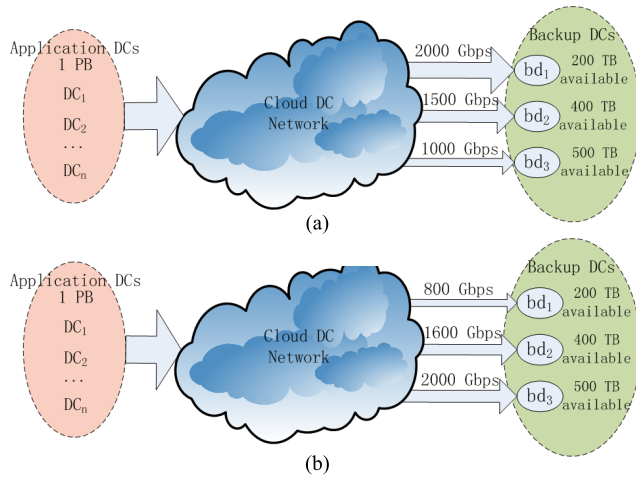 Application DCs
1 PB
DC1
DC2
...
DCn
Cloud DC
Network
2000 Gbps
1500 Gbps
1000 Gbps
Backup DCs
bd1
200 TB
available
bd2
400 TB
available
bd3
500 TB
available
(a)
Application DCs
1 PB
DC1
DC2
...
DCn
Cloud DC
Network
800 Gbps
1600 Gbps
2000 Gbps
Backup DCs
bd1
200 TB
available
bd2
400 TB
available
bd3
500 TB
available
(b)